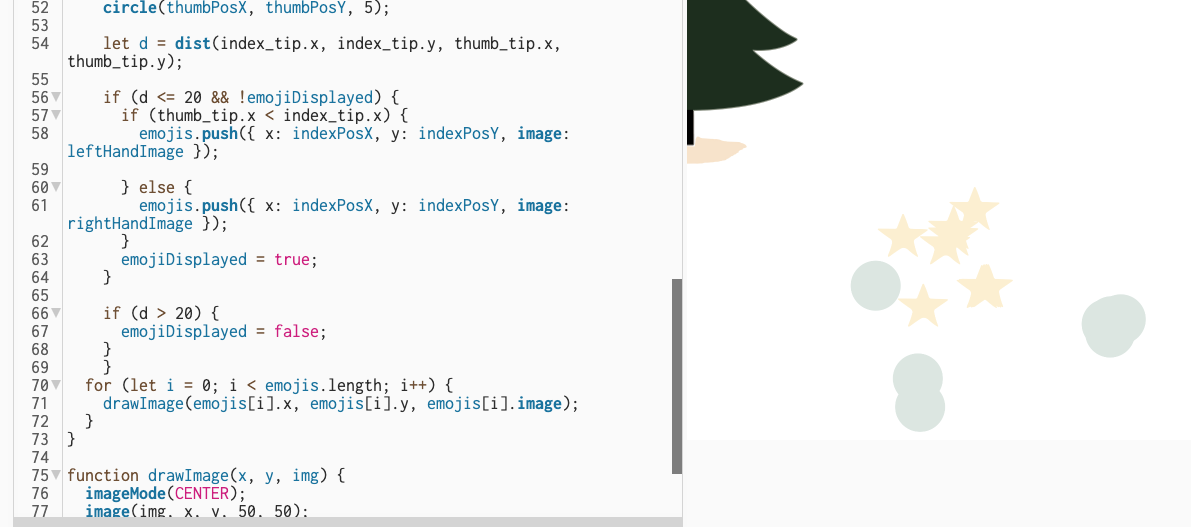 52 circle(thumbPosX, thumbPosY, 5);
53
54 let d = dist(index_tip.x, index_tip.y, thumb_tip.x,
thumb_tip.y);
55
56 if (d <= 20 && !emojiDisplayed) {
57 if (thumb_tip.x < index_tip.x) {
58 emojis.push({ x: indexPosX, y: indexPosY, image:
leftHandImage });
59
60 } else {
61 emojis.push({ x: indexPosX, y: indexPosY, image:
rightHandImage });
62 }
63 emojiDisplayed = true;
64 }
65
66 if (d > 20) {
67 emojiDisplayed = false;
68 }
69 }
70 for (let i = 0; i < emojis.length; i++) {
71 drawImage(emojis[i].x, emojis[i].y, emojis[i].image);
72 }
73 }
74
75 function drawImage(x, y, img) {
76 imageMode(CENTER);
77 image(img, x, y, 50, 50);